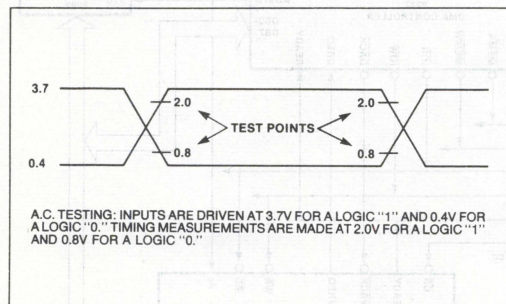 3.7
2.0
2.0
TEST POINTS
0.8
0.8
0.4
A.C. TESTING: INPUTS ARE DRIVEN AT 3.7V FOR A LOGIC "1" AND 0.4V FOR
A LOGIC "0." TIMING MEASUREMENTS ARE MADE AT 2.0V FOR A LOGIC "1"
AND 0.8V FOR A LOGIC "0."